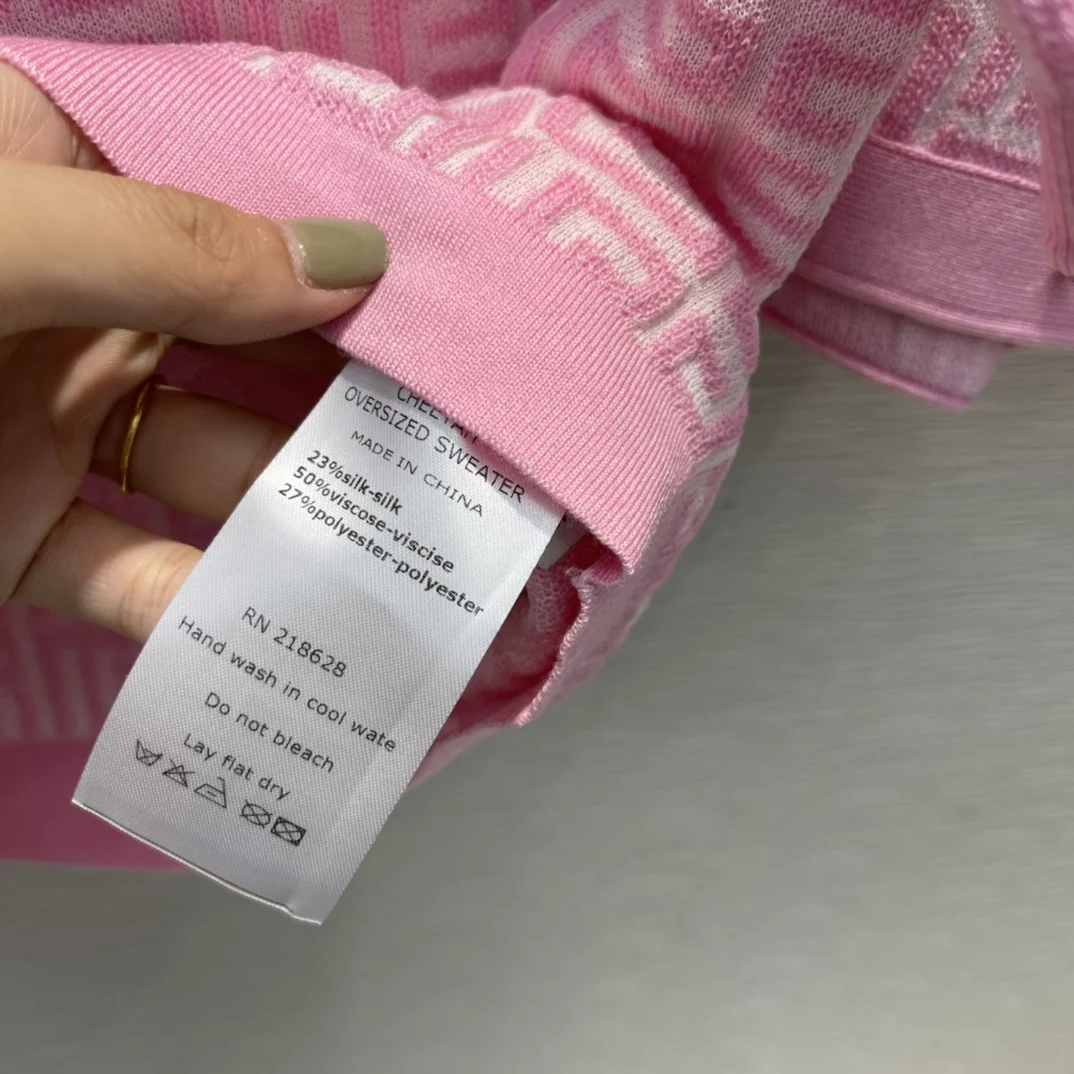 CHEETAH
OVERSIZED SWEATER
MADE IN CHINA
23%silk-silk
50%viscose-viscise
27%polyester-polyester
RN 218628
Hand wash in cool wate
Do not bleach
Lay flat dry